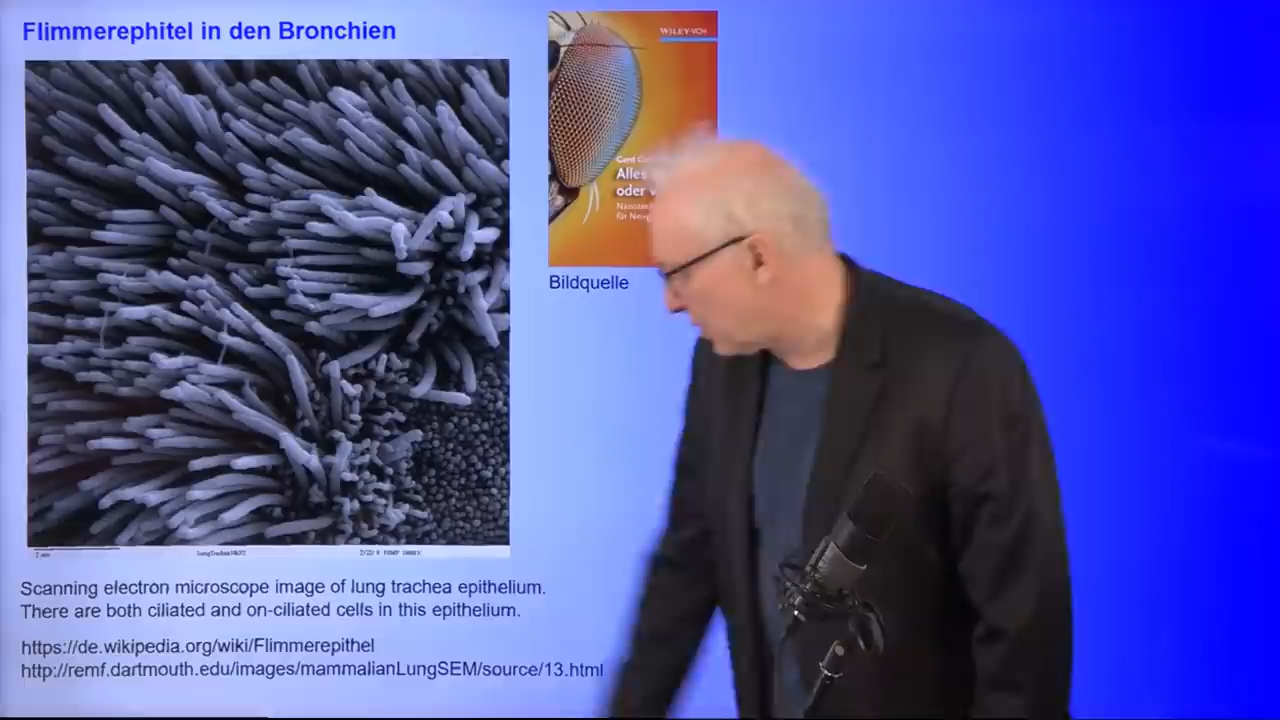 Flimmerephitel in den Bronchien
WILEY-VCH
Gerd
Alles
oder
für
Bildquelle
Scanning electron microscope image of lung trachea epithelium.
There are both ciliated and on-ciliated cells in this epithelium.
https://de.wikipedia.org/wiki/Flimmerepithel
http://remf.dartmouth.edu/images/mammalianLungSEM/source/13.html